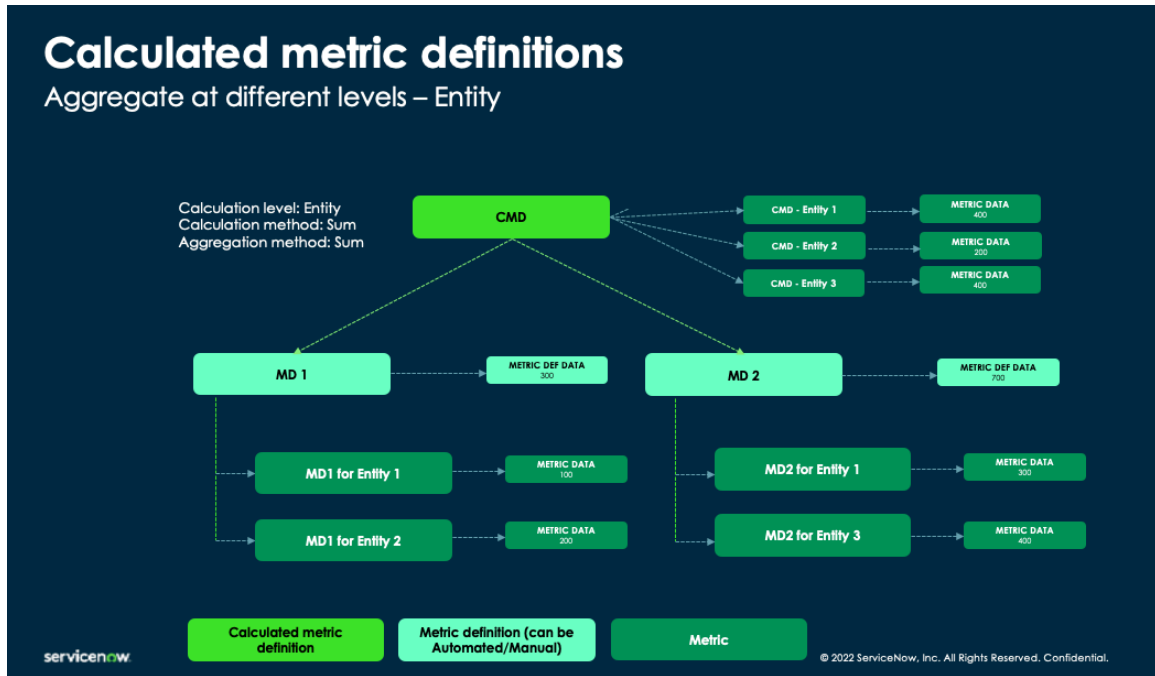 Calculated metric definitions
Aggregate at different levels – Entity
Calculation level: Entity
Calculation method: Sum
Aggregation method: Sum
CMD
CMD - Entity 1
METRIC DATA
400
CMD - Entity 2
METRIC DATA
200
CMD - Entity 3
METRIC DATA
400
MD 1
METRIC DEF DATA
300
MD 2
METRIC DEF DATA
700
MD1 for Entity 1
METRIC DATA
100
MD2 for Entity 1
METRIC DATA
300
MD1 for Entity 2
METRIC DATA
200
MD2 for Entity 3
METRIC DATA
400
Calculated metric
definition
Metric definition (can be
Automated/Manual)
Metric
servicenow
© 2022 ServiceNow, Inc. All Rights Reserved. Confidential.